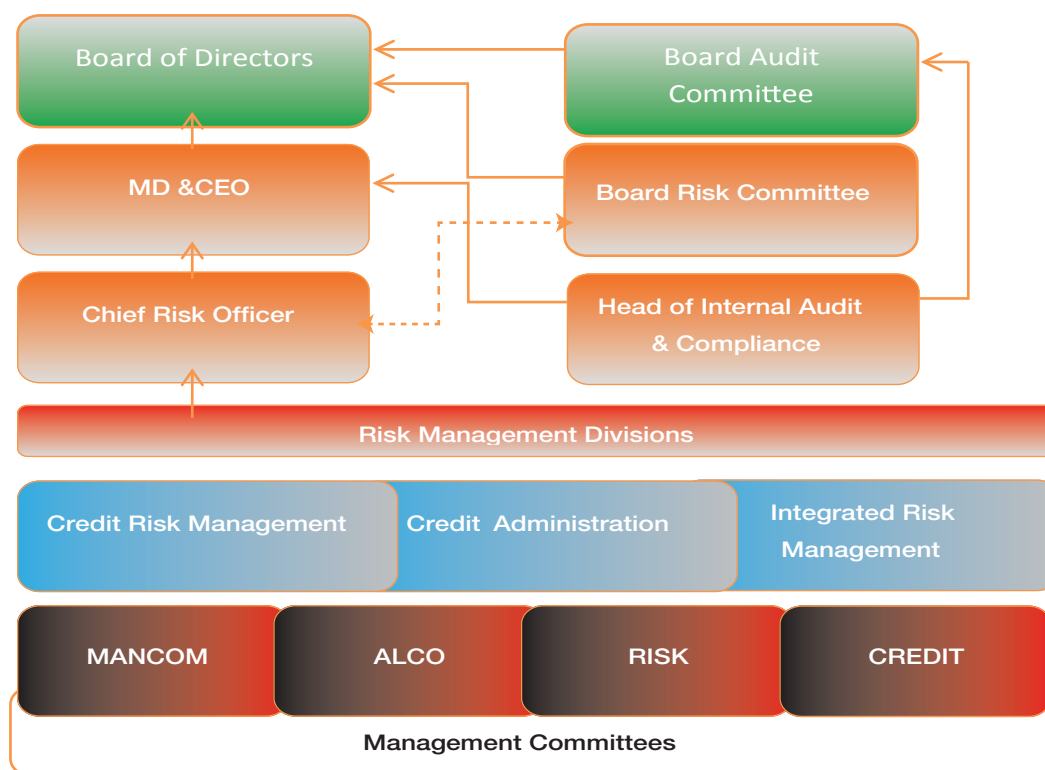 Board of Directors
Board Audit
Committee
MD &CEO
Board Risk Committee
Chief Risk Officer
Head of Internal Audit
& Compliance
Risk Management Divisions
Credit Risk Management
Credit Administration
Integrated Risk
Management
MANCOM
ALCO
RISK
CREDIT
Management Committees